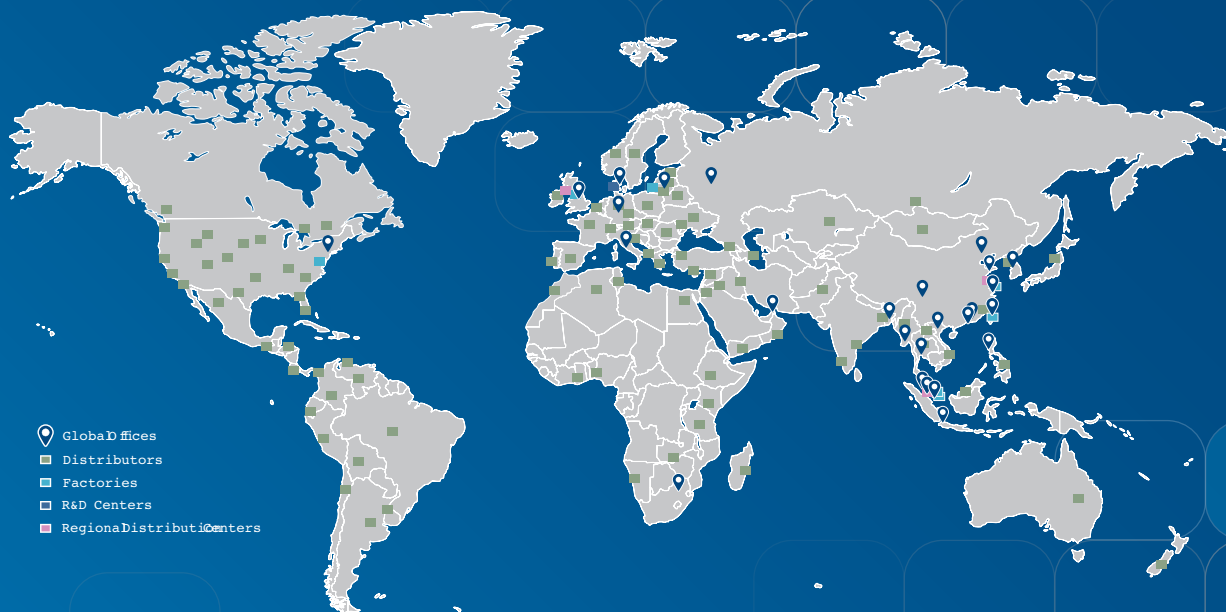 Global Offices
Distributors
Factories
R&D Centers
Regional Distribution Centers